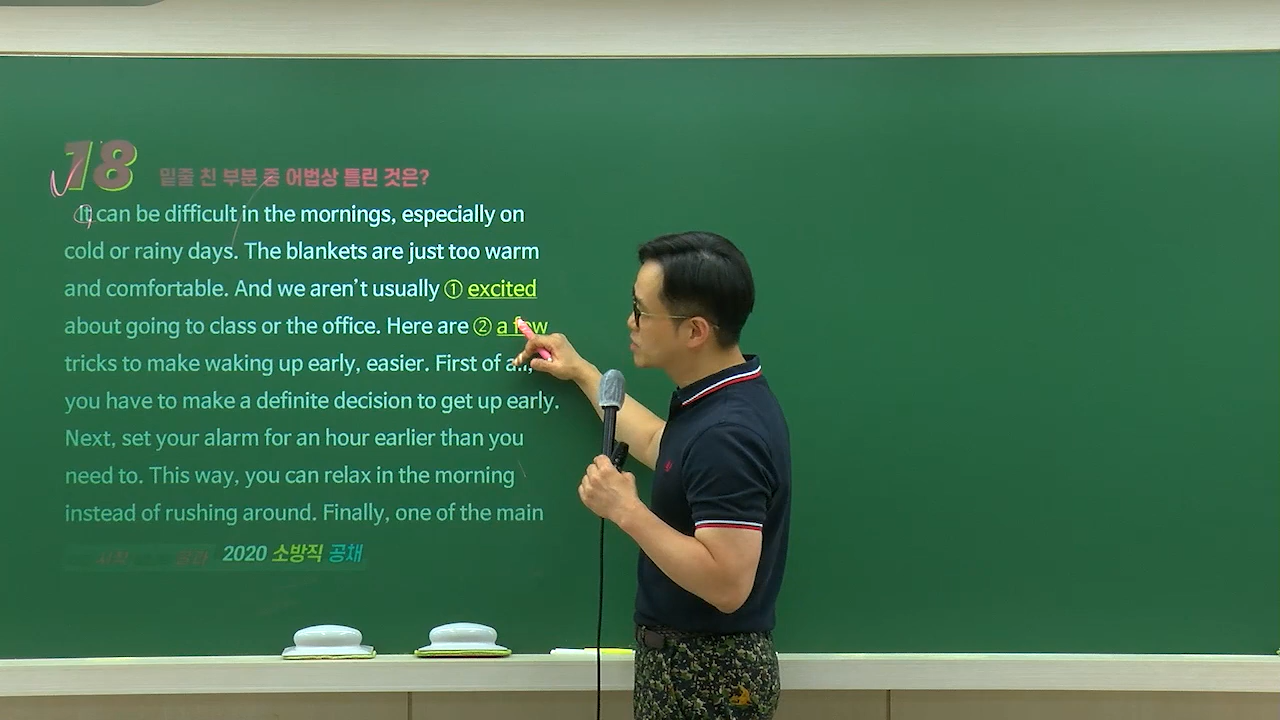 18 밑줄 친 부분 중 어법상 틀린 것은?
It can be difficult in the mornings, especially on
cold or rainy days. The blankets are just too warm
and comfortable. And we aren't usually ① excited
about going to class or the office. Here are ② a few
tricks to make waking up early, easier. First of all,
you have to make a definite decision to get up early.
Next, set your alarm for an hour earlier than you
need to. This way, you can relax in the morning
instead of rushing around. Finally, one of the main
2020 소방직 공채